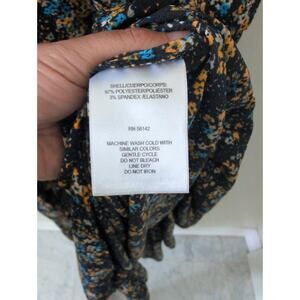 SHELL/CUERPO/CORPS:
97% POLYESTER/POLIÉSTER
3% SPANDEX /ELASTANO
RN 56142
MACHINE WASH COLD WITH
SIMILAR COLORS
GENTLE CYCLE
DO NOT BLEACH
LINE DRY
DO NOT IRON